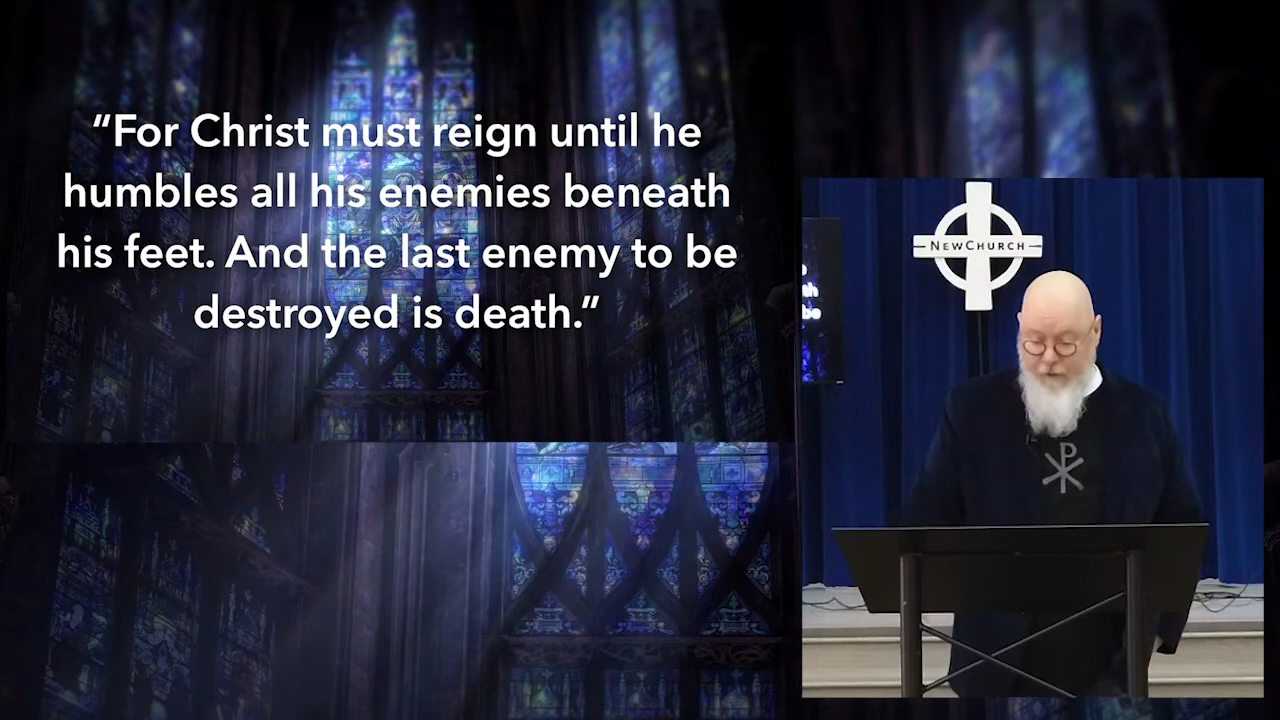 “For Christ must reign until he
humbles all his enemies beneath
his feet. And the last enemy to be
destroyed is death.”
NEWCHURCH